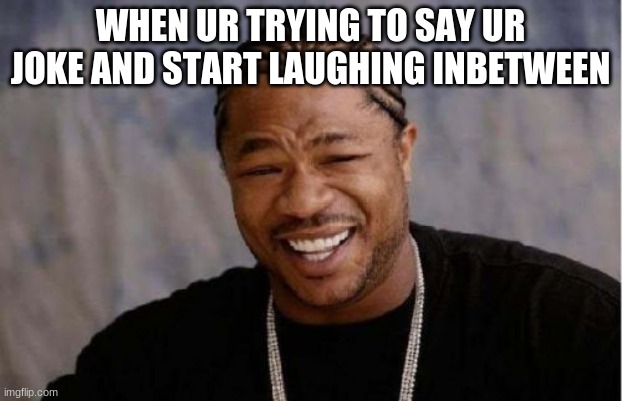 WHEN UR TRYING TO SAY UR
JOKE AND START LAUGHING INBETWEEN
imgflip.com